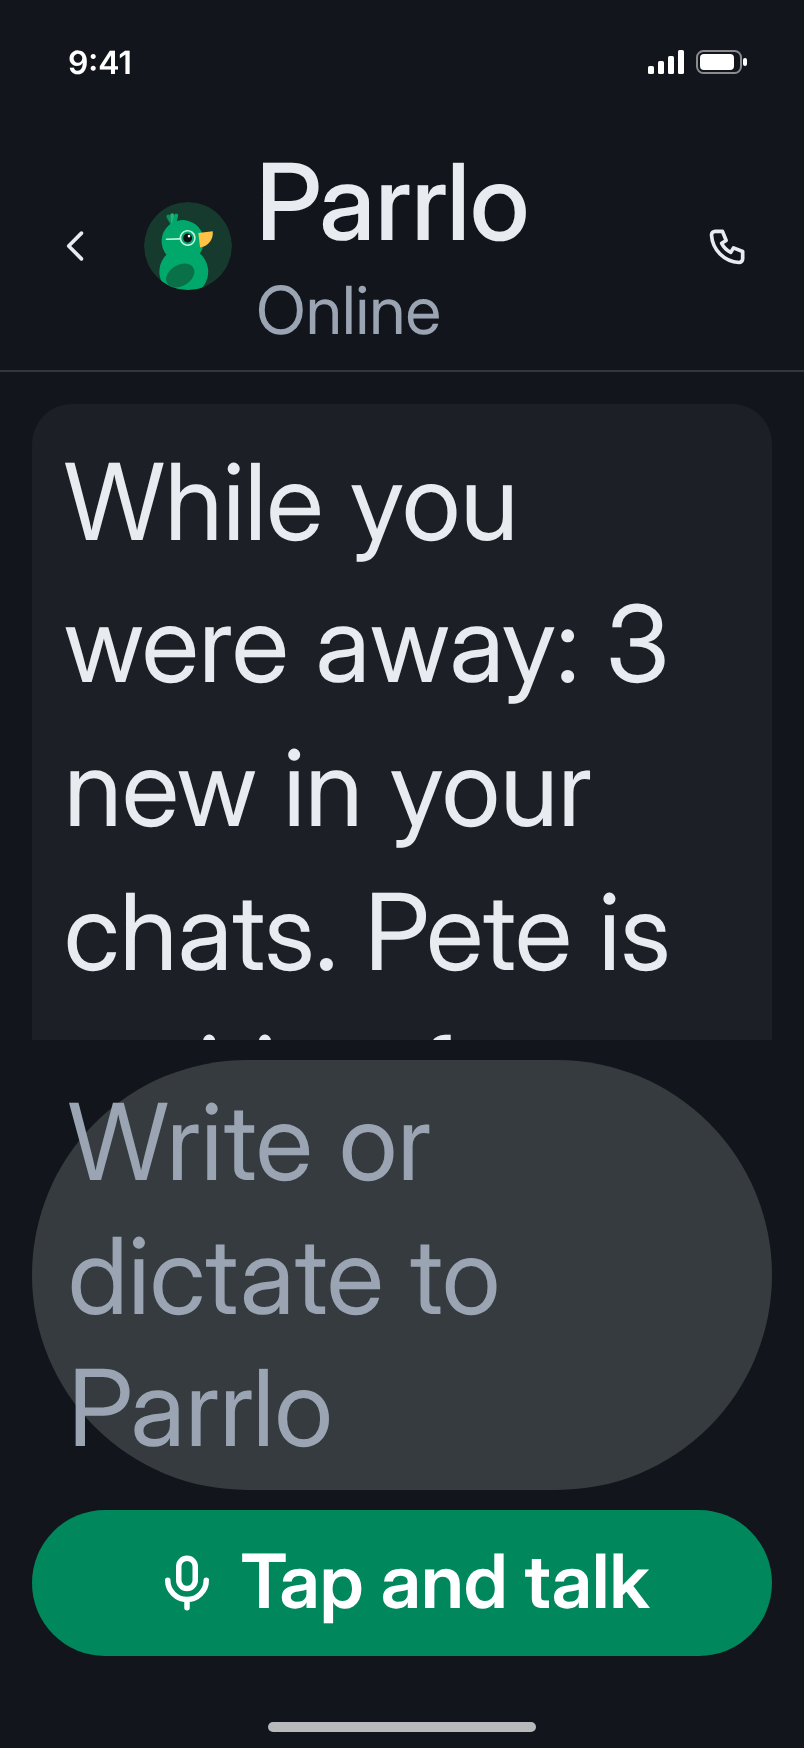 9:41
Parrlo
Online
While you
were away: 3
new in your
chats. Pete is
Write or
dictate to
Parrlo
Tap and talk